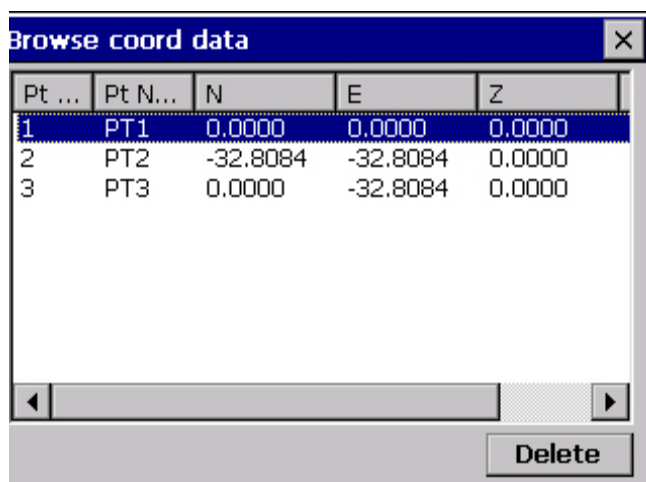 Browse coord data
Pt ... Pt N... N E Z
1 PT1 0.0000 0.0000 0.0000
2 PT2 -32.8084 -32.8084 0.0000
3 PT3 0.0000 -32.8084 0.0000
Delete